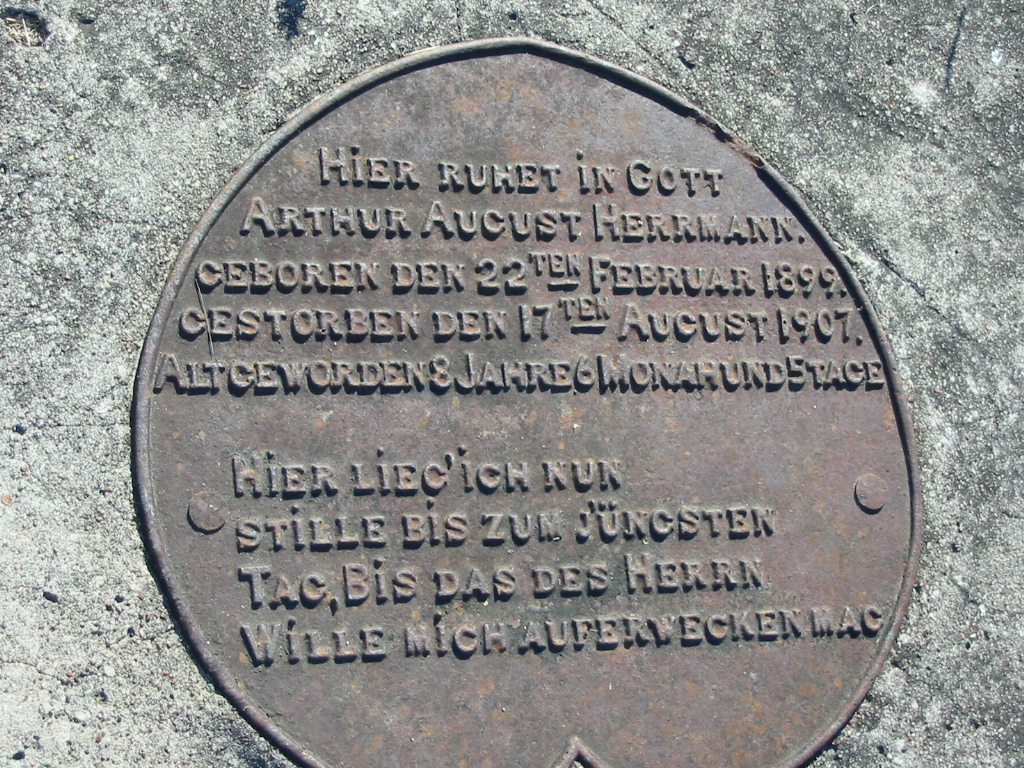 HiER RUHET iN GOTT
ARTHUR AUGUST HERRMANN.
GEBOREN DEN 22TEN FEBRUAR 1899.
GESTORBEN DEN 17TEN AUGUST 1907.
ALTGEWORDEN 8 JAHRE 6 MONAH UND 5 TAGE
HiER LIEG' iCH NUN
STiLLE BiS ZUM JÜNGSTEN
TAG, BiS DAS DES HERRN
WiLLE MiCH AUFERWECKEN MAG